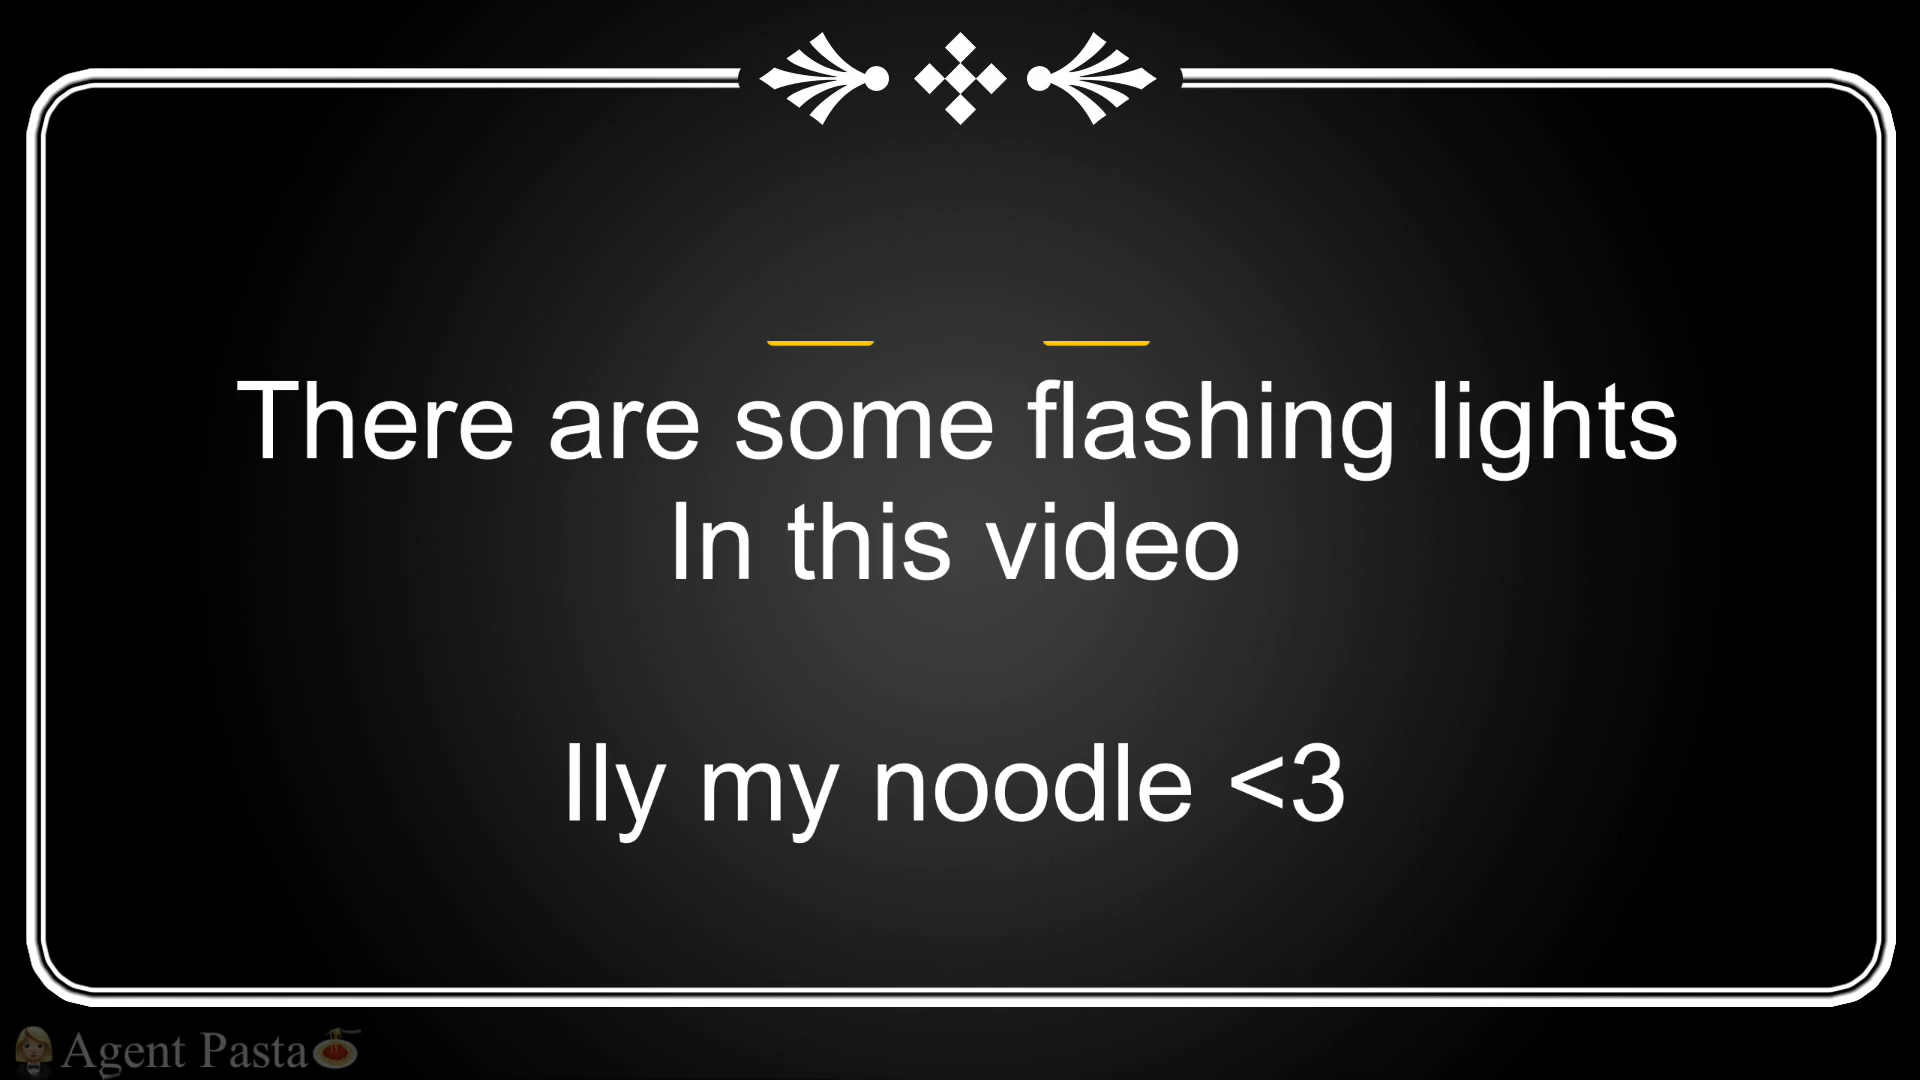 There are some flashing lights
In this video
Ily my noodle <3
Agent Pasta